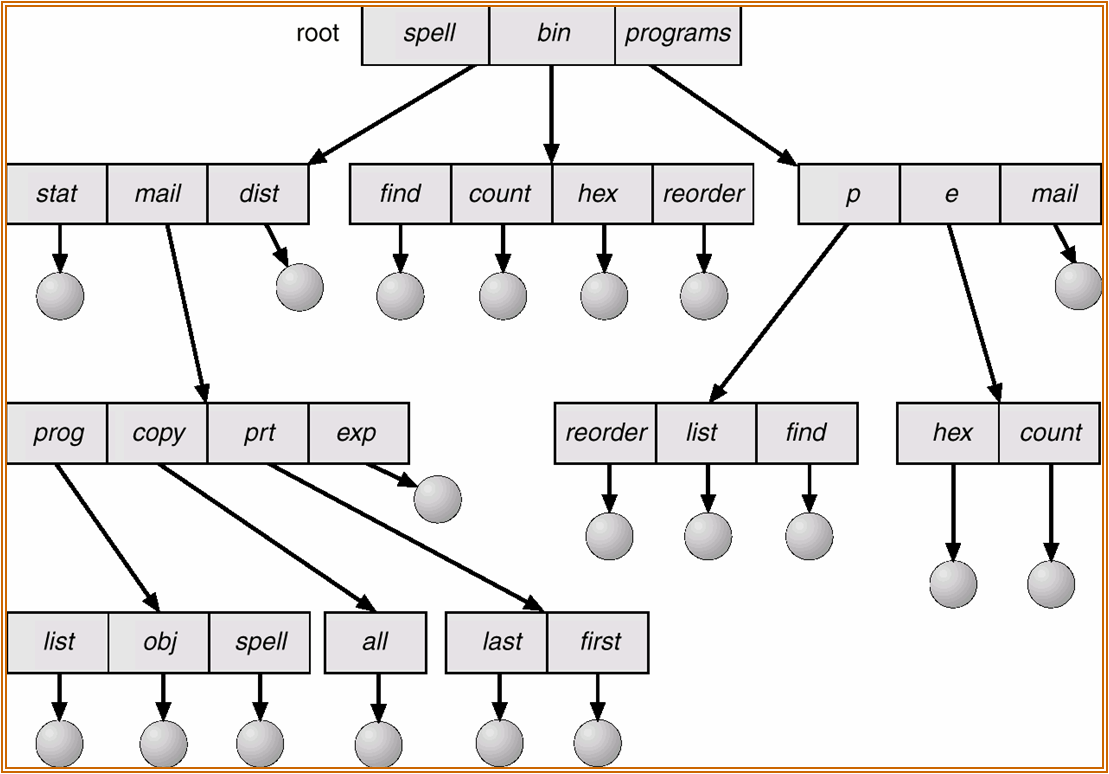 root spell bin programs
stat mail dist find count hex reorder p e mail
prog copy prt exp reorder list find hex count
list obj spell all last first